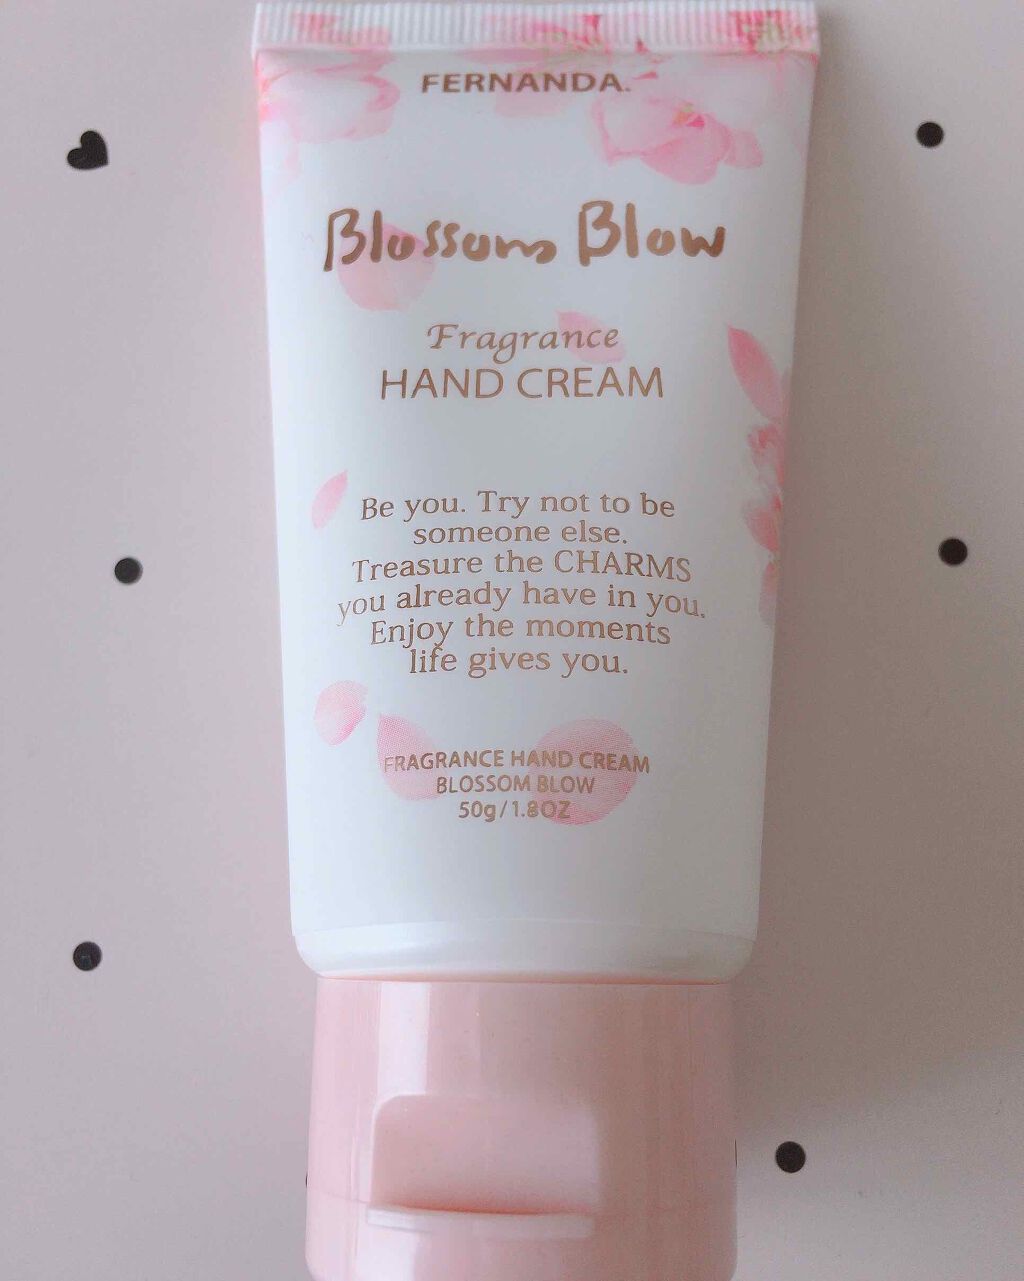 FERNANDA.
Blossom Blow
Fragrance
HAND CREAM
Be you. Try not to be
someone else.
Treasure the CHARMS
you already have in you.
Enjoy the moments
life gives you.
FRAGRANCE HAND CREAM
BLOSSOM BLOW
50g/1.8OZ